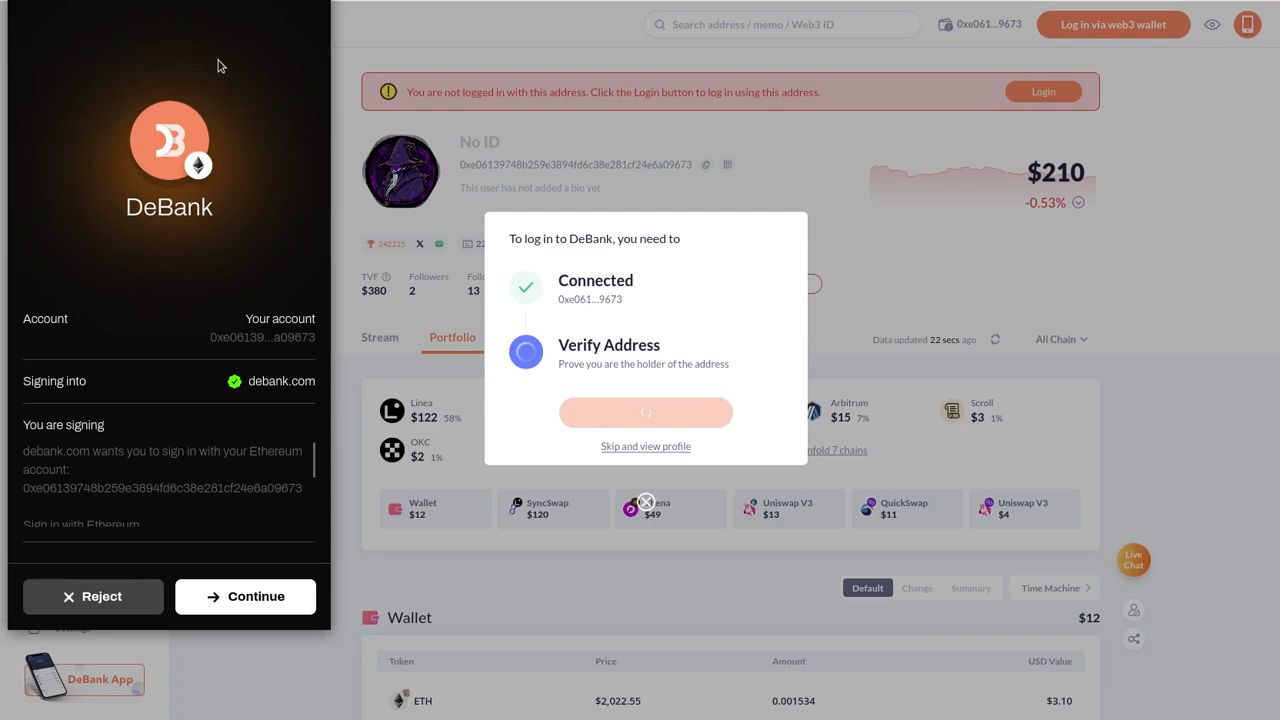 DeBank
Account
Your account
0xe06139...a09673
Signing into
debank.com
You are signing
debank.com wants you to sign in with your Ethereum
account:
0xe06139748b259e3894fd6c38e281cf24e6a09673
Sign in with Ethereum
Reject
Continue
DeBank App
Search address / memo / Web3 ID
0xe061...9673
Log in via web3 wallet
You are not logged in with this address. Click the Login button to log in using this address.
Login
No ID
0xe06139748b259e3894fd6c38e281cf24e6a09673
This user has not added a bio yet
$210
-0.53%
242215
TVF
Followers
$380
2
13
Stream
Portfolio
Data updated 22 secs ago
All Chain
To log in to DeBank, you need to
Connected
0xe061...9673
Verify Address
Prove you are the holder of the address
Skip and view profile
Linea
$122 58%
Arbitrum
$15 7%
Scroll
$3 1%
OKC
$2 1%
nfold 7 chains
Wallet
$12
SyncSwap
$120
$49
Uniswap V3
$13
QuickSwap
$11
Uniswap V3
$4
Live
Chat
Default
Change
Summary
Time Machine
Wallet
$12
Token
Price
Amount
USD Value
ETH
$2,022.55
0.001534
$3.10